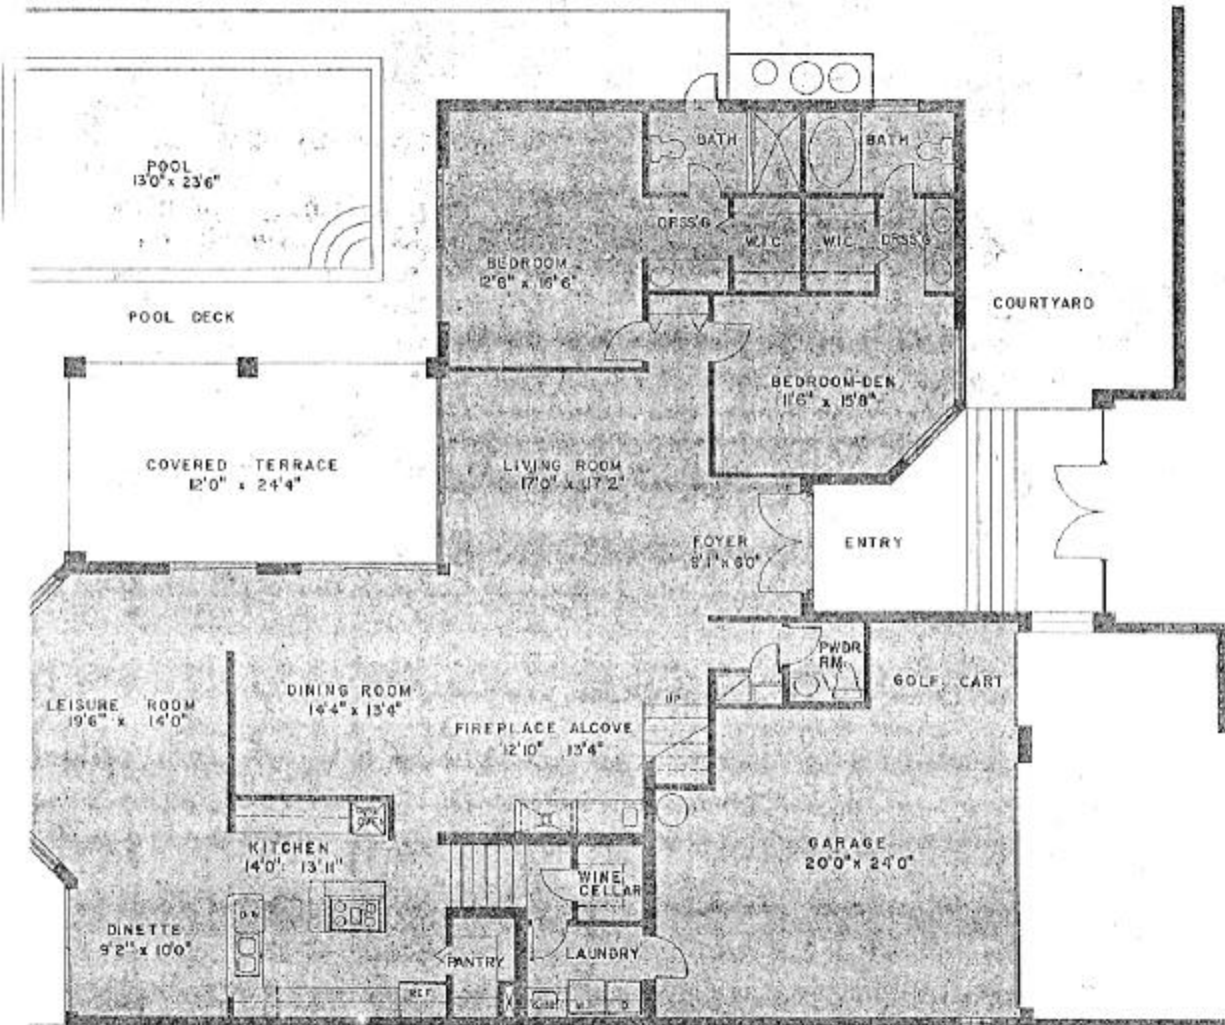 POOL
13'0" x 23'6"
POOL DECK
BATH
BATH
DRSS'G
W.I.C.
W.I.C.
DRSS'G
BEDROOM
12'6" x 16'6"
COURTYARD
BEDROOM-DEN
11'6" x 15'8"
COVERED TERRACE
12'0" x 24'4"
LIVING ROOM
17'0" x 17'2"
FOYER
x 6'0"
ENTRY
PWDR.
RM.
GOLF CART
LEISURE ROOM
19'6" x 14'0"
DINING ROOM
14'4" x 13'4"
UP
FIREPLACE ALCOVE
12'10" 13'4"
OVEN
KITCHEN
14'0" 13'11"
GARAGE
20'0" x 24'0"
WINE
CELLAR
DINETTE
9'2" x 10'0"
PANTRY
LAUNDRY
REF
D